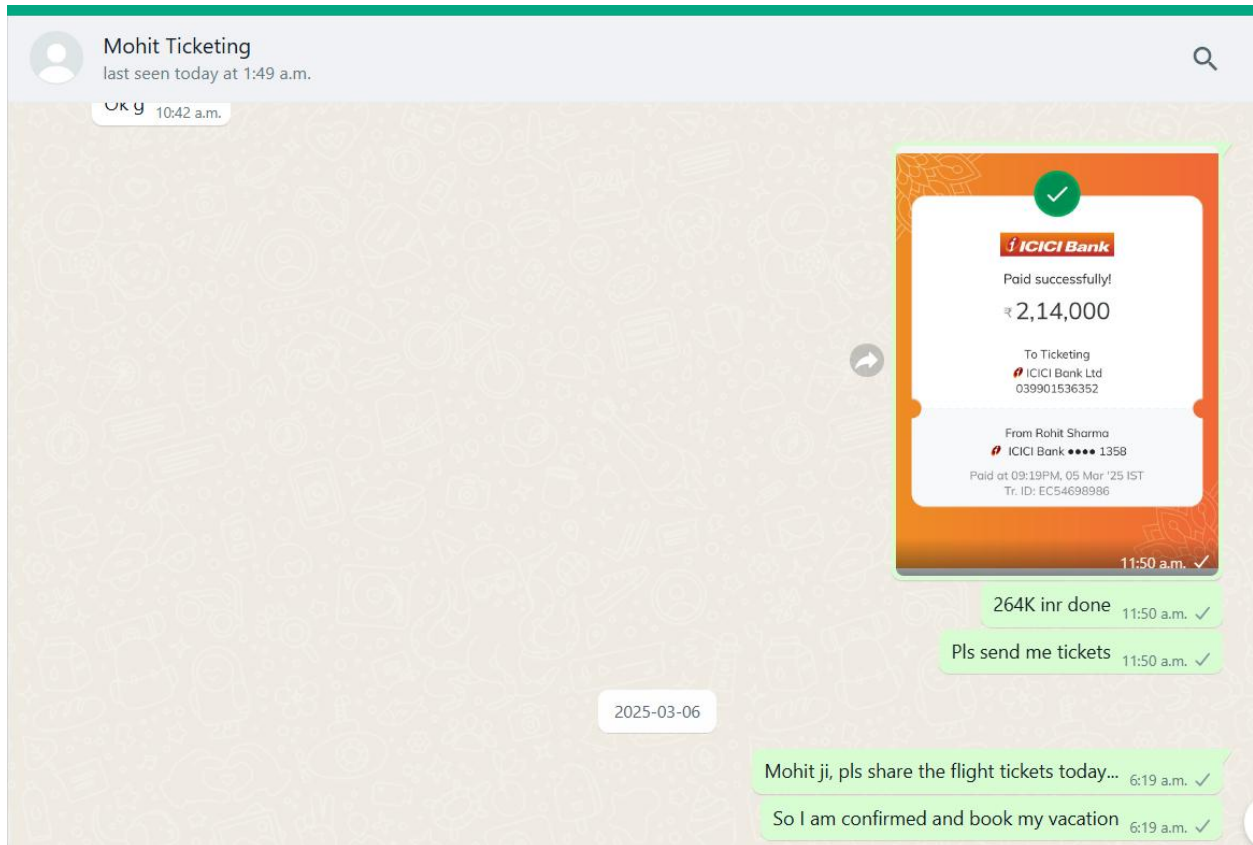 Mohit Ticketing
last seen today at 1:49 a.m.
Ok g 10:42 a.m.
ICICI Bank
Paid successfully!
₹ 2,14,000
To Ticketing
ICICI Bank Ltd
039901536352
From Rohit Sharma
ICICI Bank •••• 1358
Paid at 09:19PM, 05 Mar '25 IST
Tr. ID: EC54698986
11:50 a.m.
264K inr done 11:50 a.m.
Pls send me tickets 11:50 a.m.
2025-03-06
Mohit ji, pls share the flight tickets today... 6:19 a.m.
So I am confirmed and book my vacation 6:19 a.m.